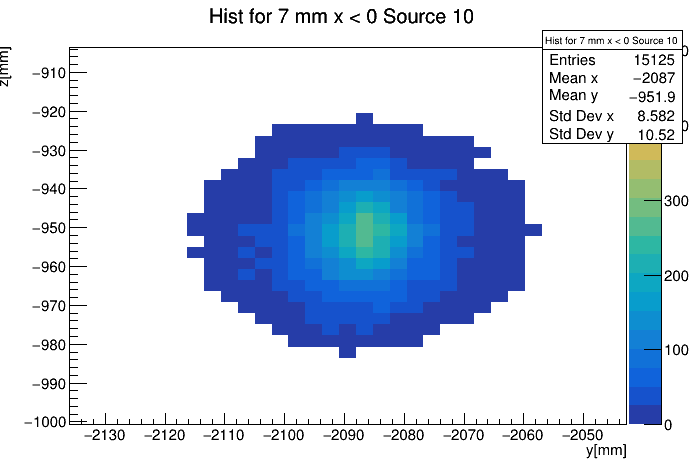 Hist for 7 mm x < 0 Source 10
z[mm]
Hist for 7 mm x < 0 Source 10
Entries 15125
Mean x −2087
Mean y −951.9
Std Dev x 8.582
Std Dev y 10.52
−910
−920
−930
−940
−950
−960
−970
−980
−990
−1000
300
200
100
0
−2130 −2120 −2110 −2100 −2090 −2080 −2070 −2060 −2050
y[mm]